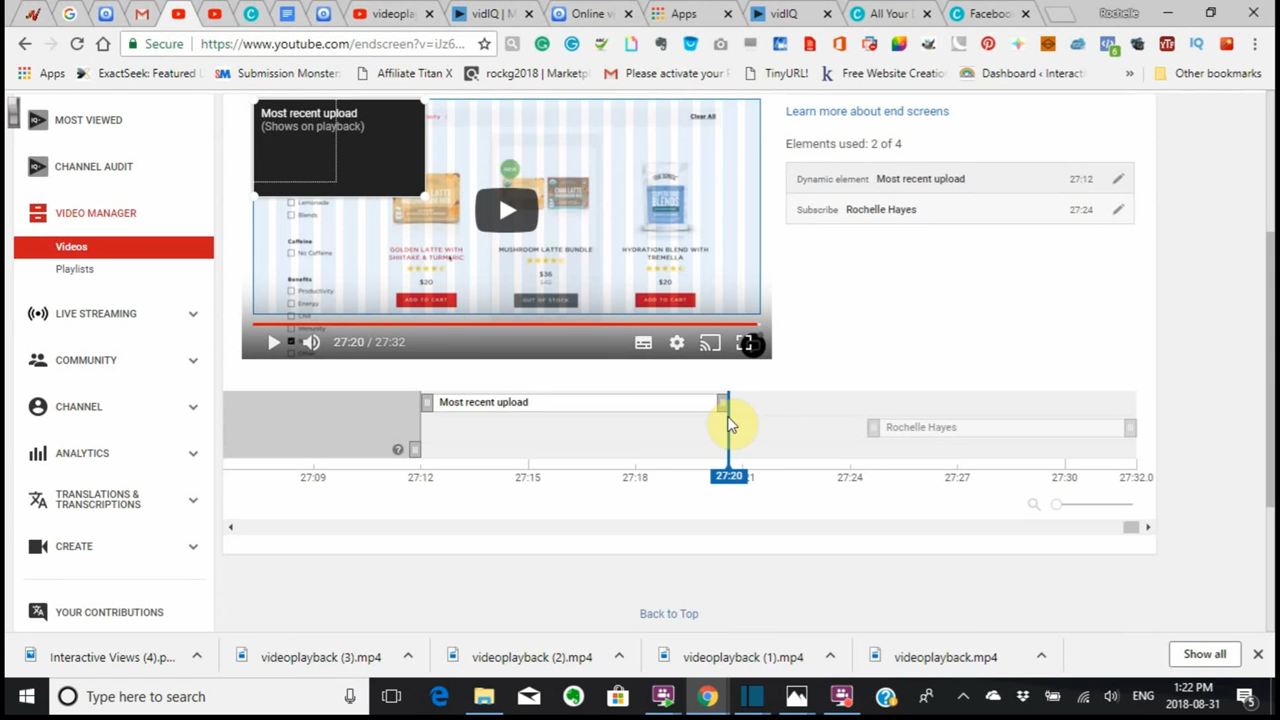 videopla
vidIQ | M
Online v
Apps
vidIQ
All Your
Faceboo
Rochelle
Secure
https://www.youtube.com/endscreen?v=iJz6...
Apps
ExactSeek: Featured
Submission Monster
Affiliate Titan X
rockg2018 | Marketpl
Please activate your
TinyURL!
Free Website Creatio
Dashboard ‹ Interact
»
Other bookmarks
MOST VIEWED
CHANNEL AUDIT
VIDEO MANAGER
Videos
Playlists
LIVE STREAMING
COMMUNITY
CHANNEL
ANALYTICS
TRANSLATIONS &
TRANSCRIPTIONS
CREATE
YOUR CONTRIBUTIONS
Most recent upload
(Shows on playback)
Clear All
Lemonade
Blends
Caffeine
No Caffeine
Benefits
Productivity
Energy
Chill
Immunity
GOLDEN LATTE WITH
SHIITAKE & TURMERIC
$20
ADD TO CART
MUSHROOM LATTE BUNDLE
$36
OUT OF STOCK
HYDRATION BLEND WITH
TREMELLA
$20
ADD TO CART
27:20 / 27:32
Learn more about end screens
Elements used: 2 of 4
Dynamic element Most recent upload 27:12
Subscribe Rochelle Hayes 27:24
Most recent upload
Rochelle Hayes
?
27:09 27:12 27:15 27:18 27:20 21 27:24 27:27 27:30 27:32.0
Back to Top
Interactive Views (4).p...
videoplayback (3).mp4
videoplayback (2).mp4
videoplayback (1).mp4
videoplayback.mp4
Show all
Type here to search
ENG
1:22 PM
2018-08-31
5